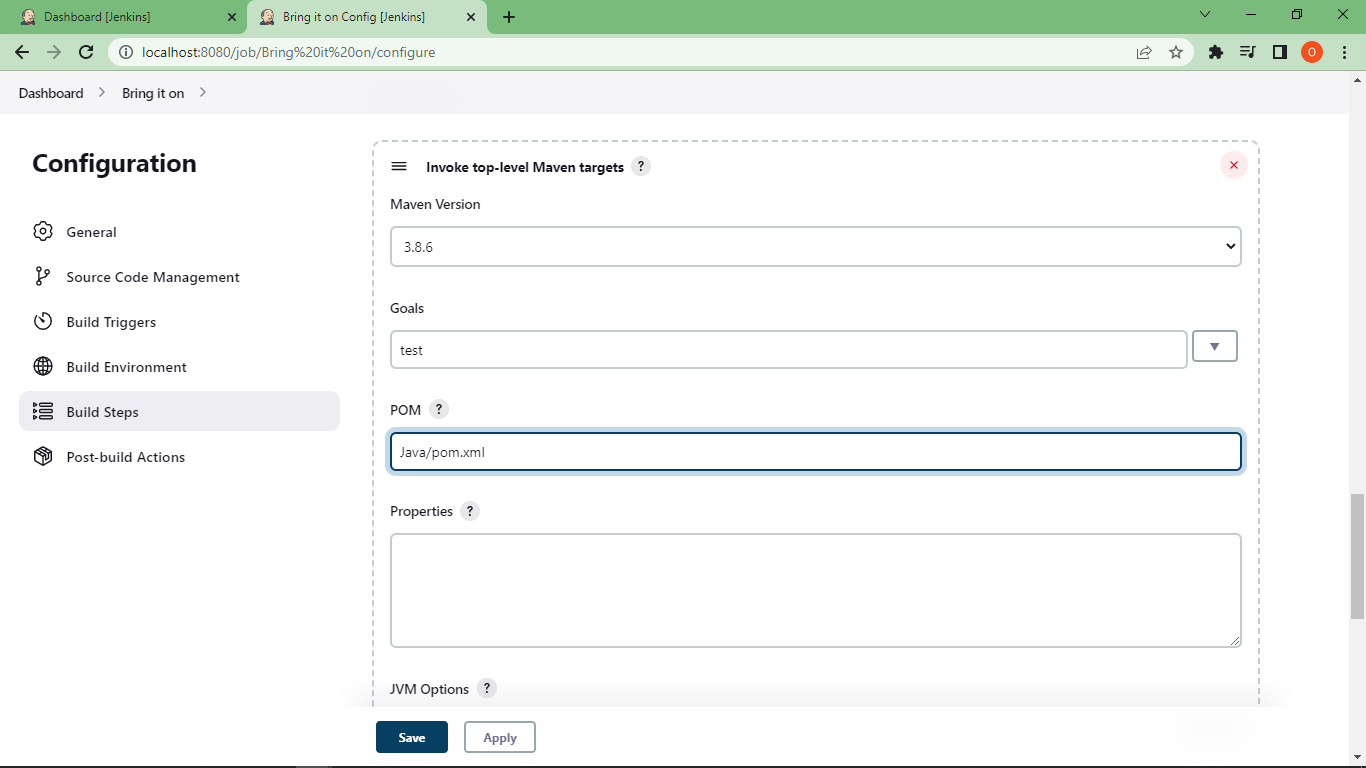 Dashboard [Jenkins]
Bring it on Config [Jenkins]
localhost:8080/job/Bring%20it%20on/configure
O
Dashboard
Bring it on
Configuration
General
Source Code Management
Build Triggers
Build Environment
Build Steps
Post-build Actions
Invoke top-level Maven targets ?
Maven Version
3.8.6
Goals
test
POM ?
Java/pom.xml
Properties ?
JVM Options ?
Save
Apply